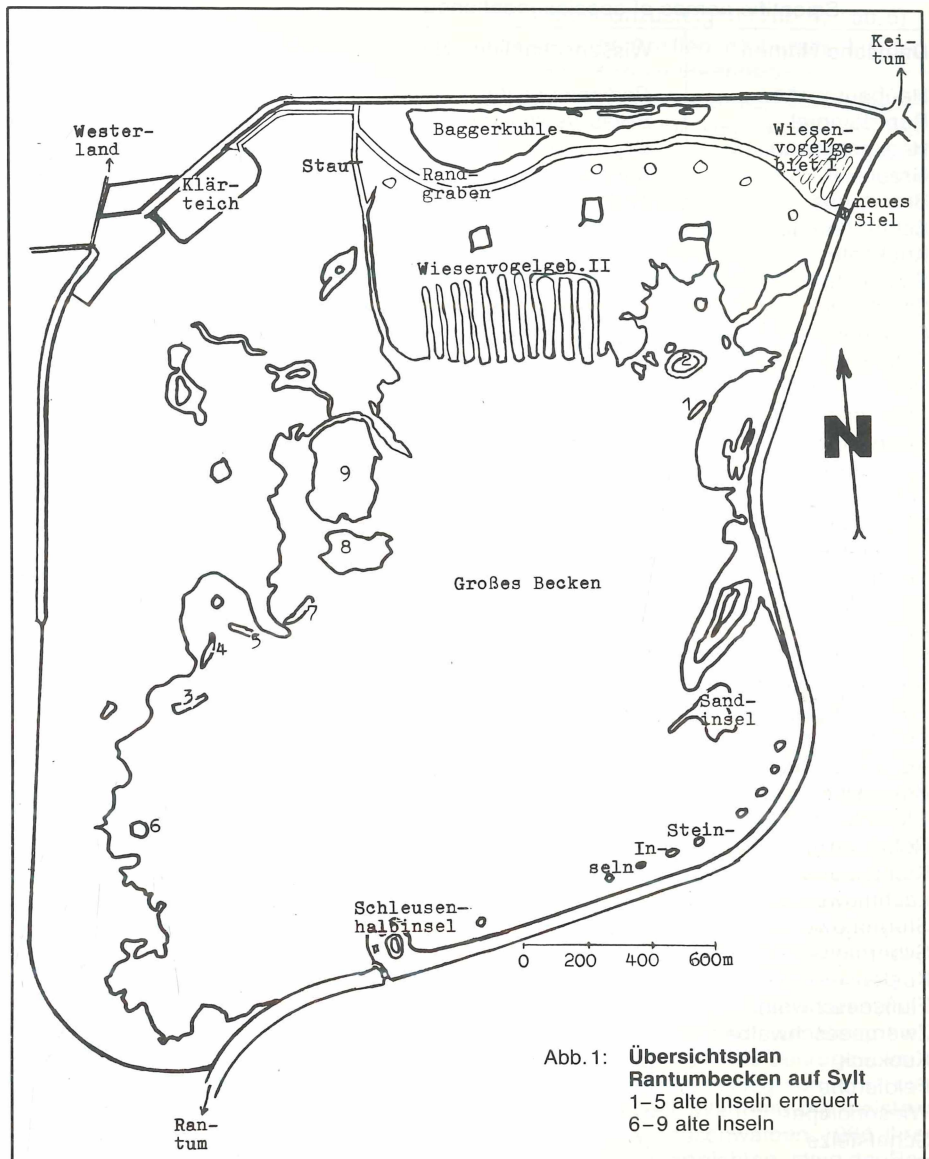 Kei-
tum
Wester-
land
Baggerkuhle
Wiesen-
vogelge-
biet I
Klär-
teich
Stau
Rand-
graben
neues
Siel
Wiesenvogelgeb.II
2
1
N
9
8
Großes Becken
7
5
4
3
Sand-
insel
6
Stein-
In-
seln
Schleusen-
halbinsel
0 200 400 600m
Abb.1: Übersichtsplan
Rantumbecken auf Sylt
1–5 alte Inseln erneuert
6–9 alte Inseln
Ran-
tum